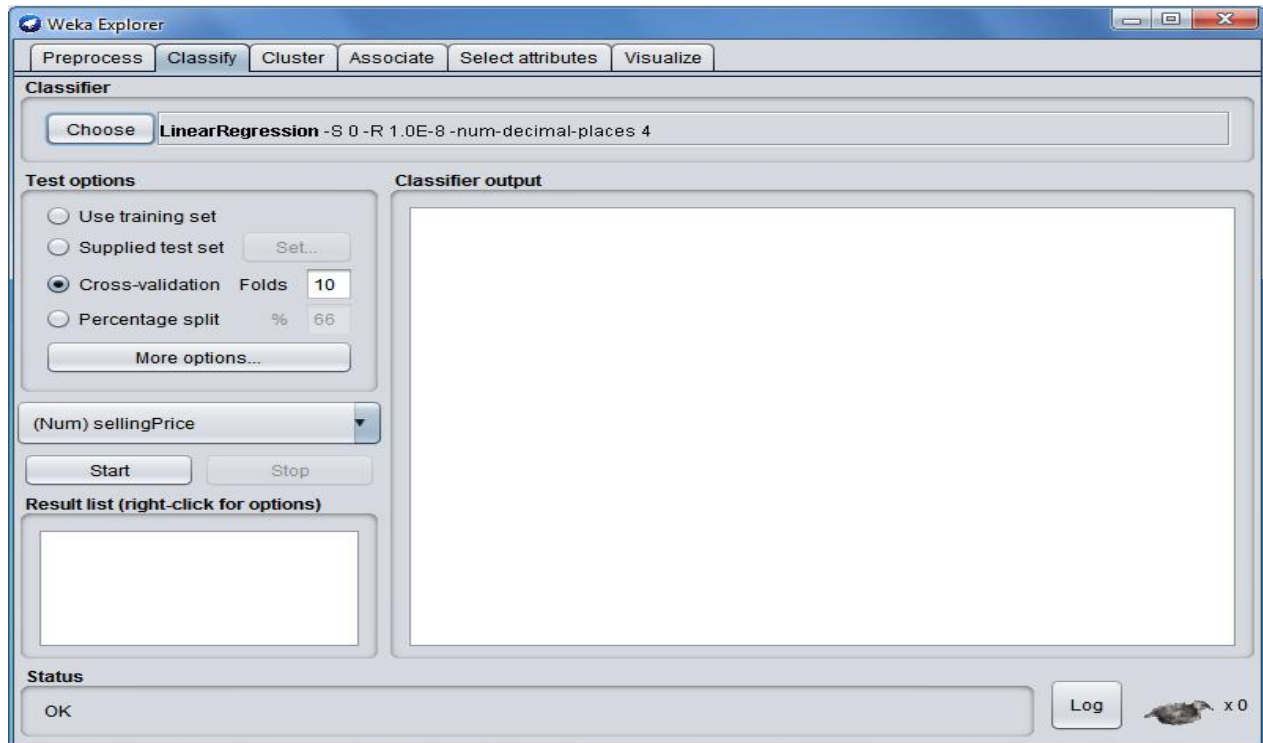 Weka Explorer
Preprocess Classify Cluster Associate Select attributes Visualize
Classifier
Choose LinearRegression -S 0 -R 1.0E-8 -num-decimal-places 4
Test options
Use training set
Supplied test set Set...
Cross-validation Folds 10
Percentage split % 66
More options...
(Num) sellingPrice
Start Stop
Result list (right-click for options)
Classifier output
Status
OK
Log x 0